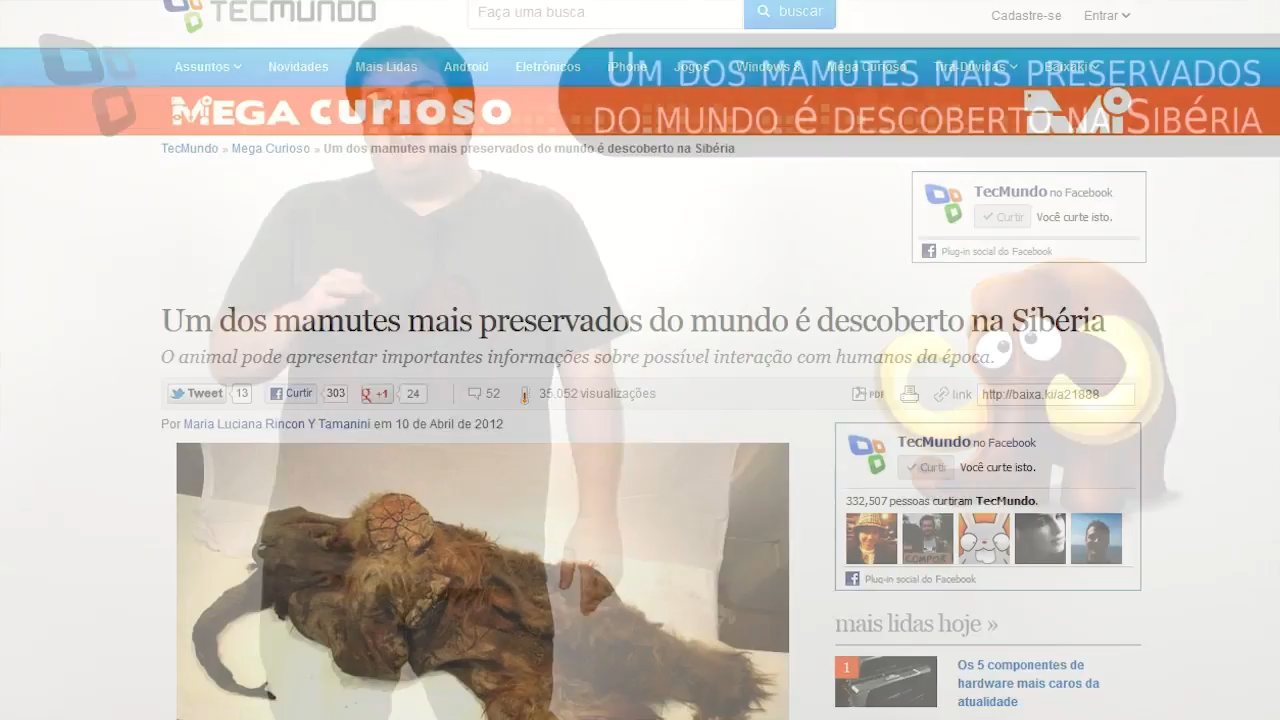 TECMUNDO
Faça uma busca
buscar
Cadastre-se
Entrar
Assuntos
Novidades
Mais Lidas
Android
Eletrônicos
iPhone
Jogos
Windows 8
Mega Curioso
Tira-Dúvidas
Baixaki
Um dos mamutes mais preservados
do mundo é descoberto na Sibéria
MEGA CURIOSO
TecMundo » Mega Curioso » Um dos mamutes mais preservados do mundo é descoberto na Sibéria
TecMundo no Facebook
Curtir
Você curte isto.
Plug-in social do Facebook
Um dos mamutes mais preservados do mundo é descoberto na Sibéria
O animal pode apresentar importantes informações sobre possível interação com humanos da época.
Tweet
13
Curtir
303
+1
24
52
35.052 visualizações
PDF
link
http://baixa.ki/a21888
Por Maria Luciana Rincon Y Tamanini em 10 de Abril de 2012
TecMundo no Facebook
Curtir
Você curte isto.
332,507 pessoas curtiram TecMundo.
Plug-in social do Facebook
mais lidas hoje »
1
Os 5 componentes de
hardware mais caros da
atualidade